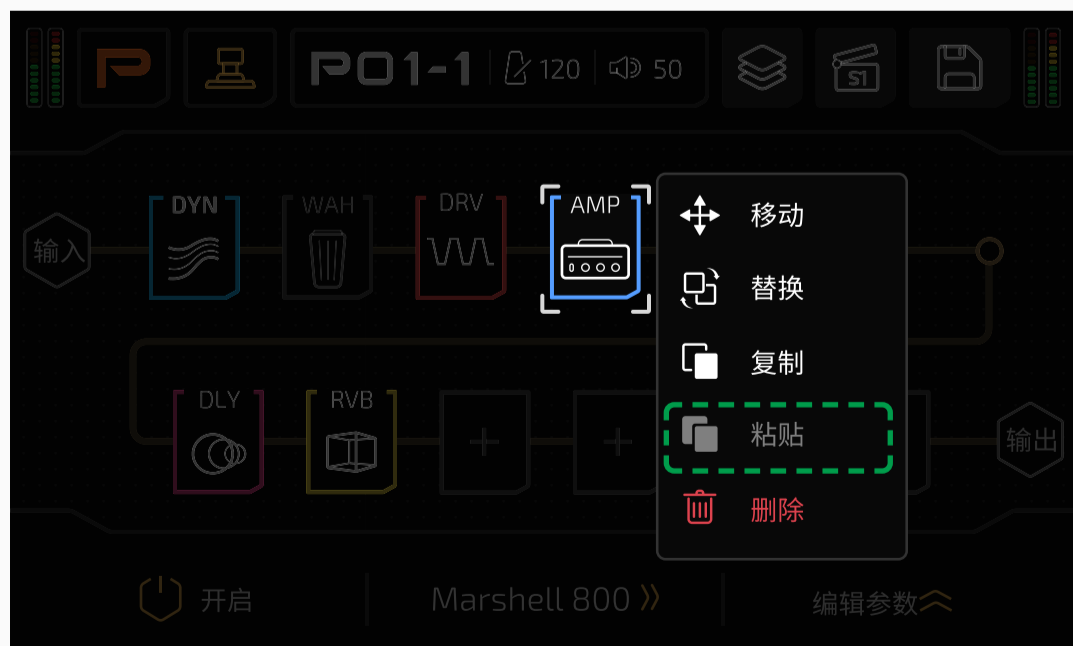 P01-1 120 50
S1
输入
DYN
WAH
DRV
AMP
移动
替换
复制
粘贴
删除
DLY
RVB
输出
开启
Marshell 800
编辑参数